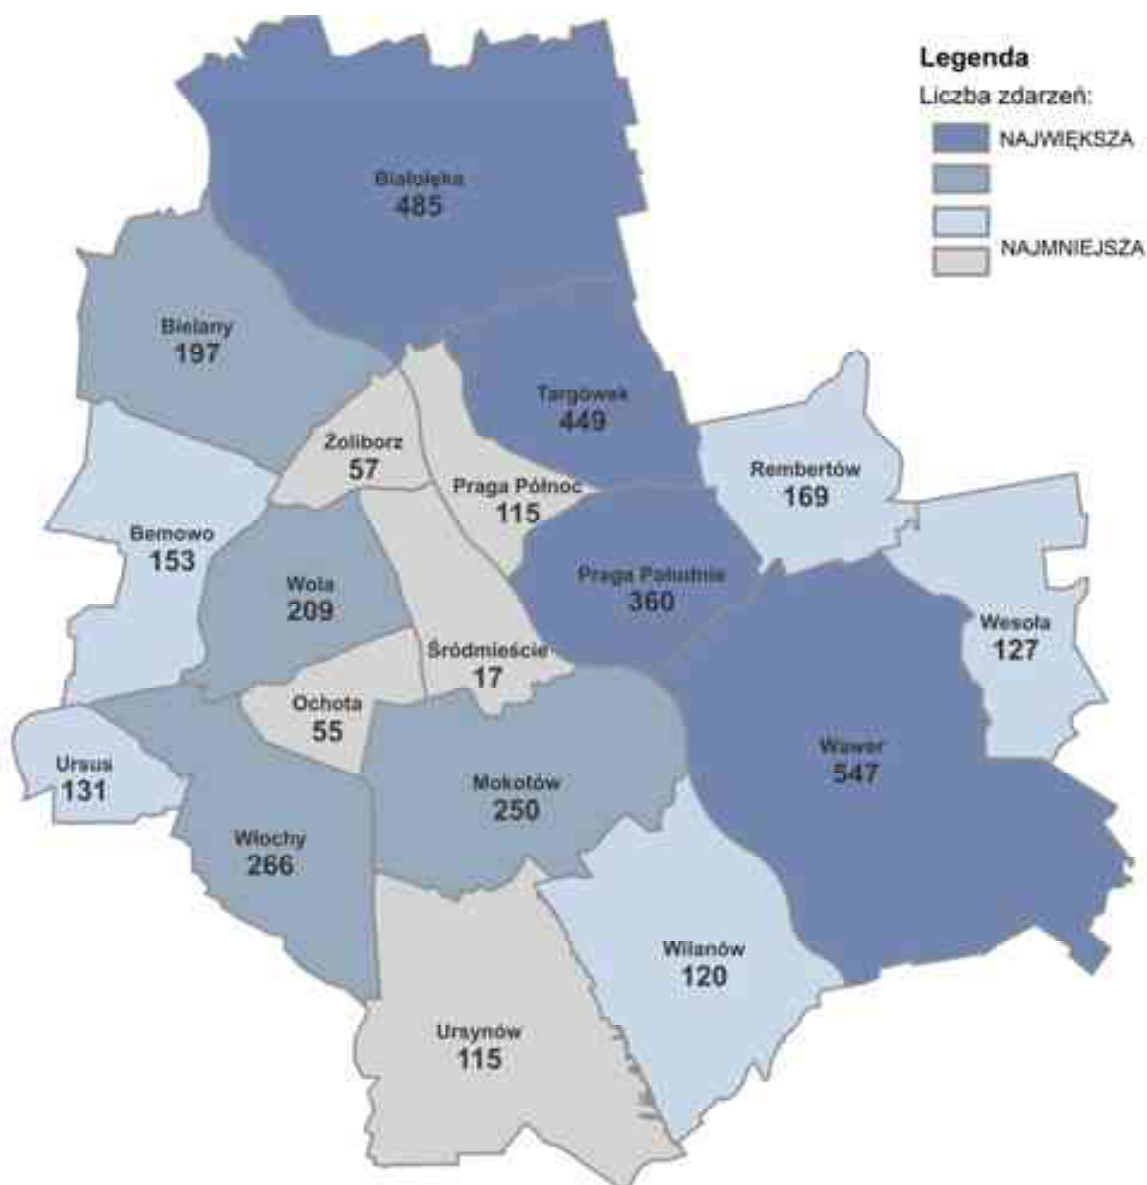 Legenda
Liczba zdarzeń:
NAJWIĘKSZA
NAJMNIEJSZA
Białołęka
485
Bielany
197
Targówek
449
Żoliborz
57
Praga Północ
115
Rembertów
169
Bemowo
153
Wola
209
Praga Południe
360
Wesoła
127
Śródmieście
17
Ochota
55
Ursus
131
Mokotów
250
Wawer
547
Włochy
266
Wilanów
120
Ursynów
115